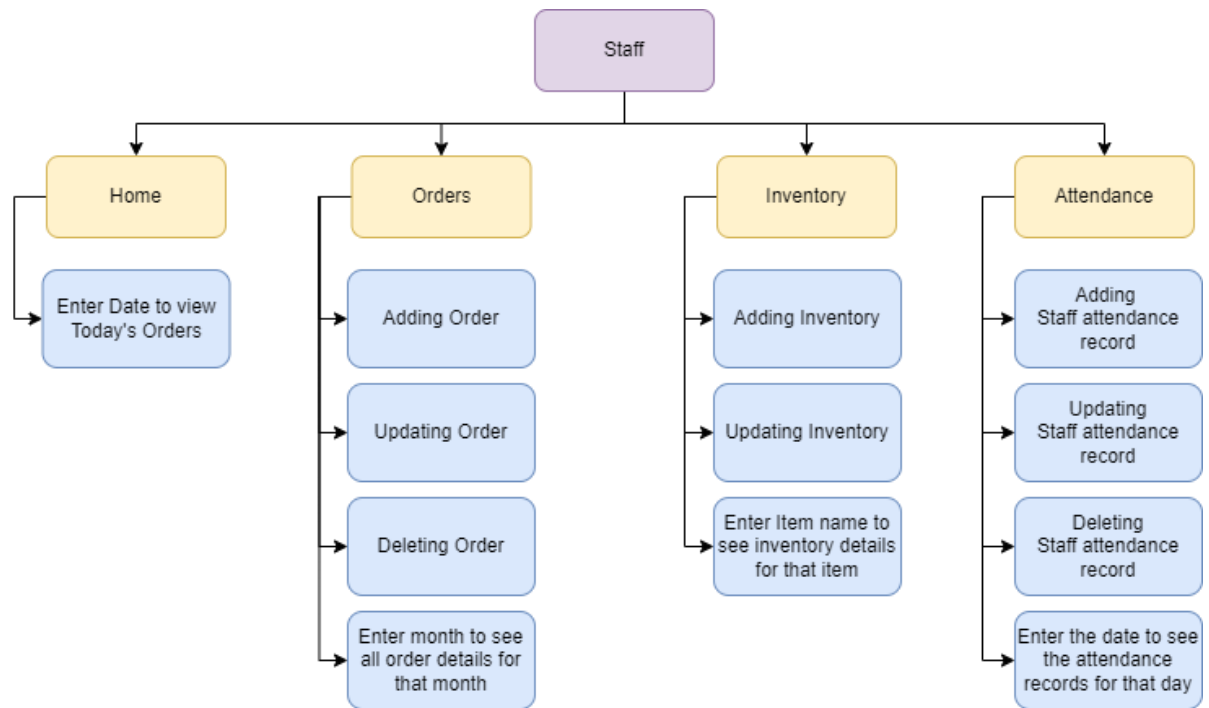 Staff
Home
Orders
Inventory
Attendance
Enter Date to view
Today's Orders
Adding Order
Adding Inventory
Adding
Staff attendance
record
Updating Order
Updating Inventory
Updating
Staff attendance
record
Deleting Order
Enter Item name to
see inventory details
for that item
Deleting
Staff attendance
record
Enter month to see
all order details for
that month
Enter the date to see
the attendance
records for that day